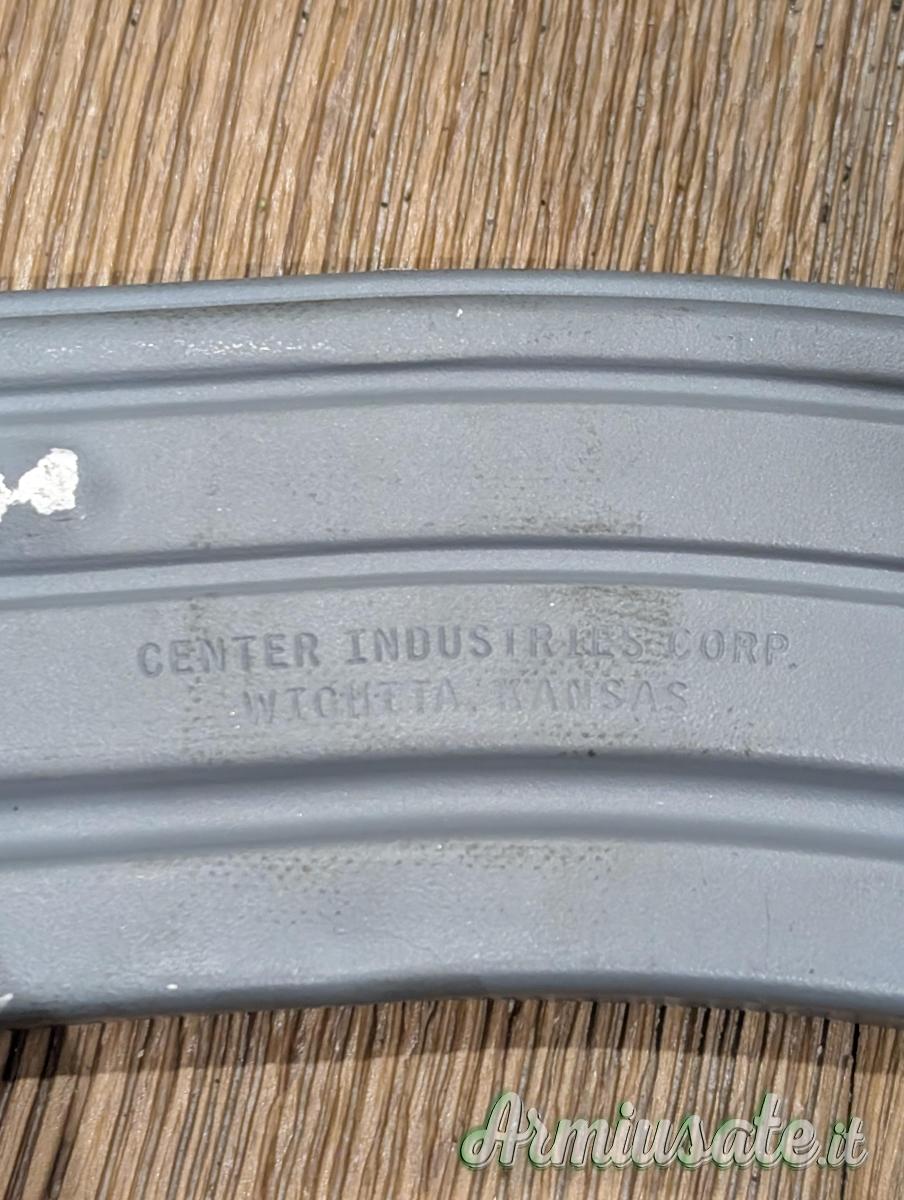 CENTER INDUSTRIES CORP.
WICHITA, KANSAS
Armiusate.it